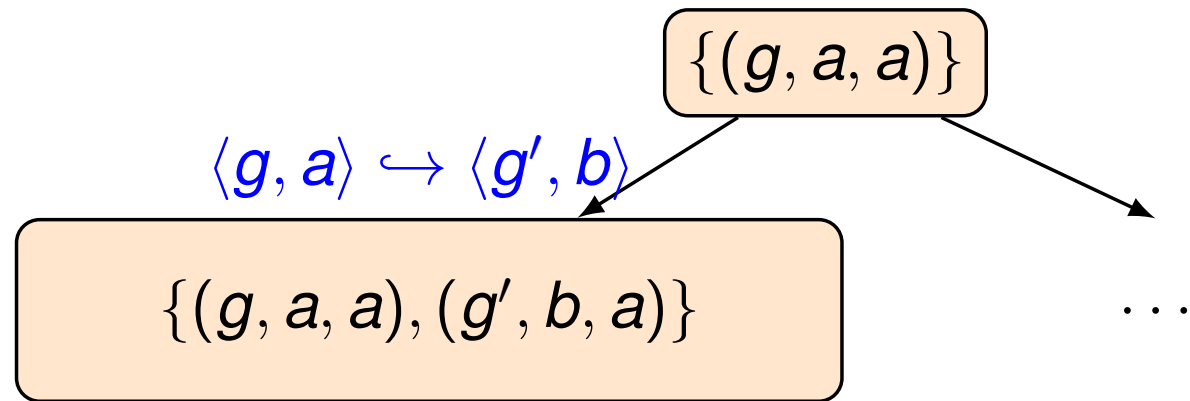 {(g, a, a)}
⟨g, a⟩ ↪ ⟨g′, b⟩
{(g, a, a), (g′, b, a)}
...